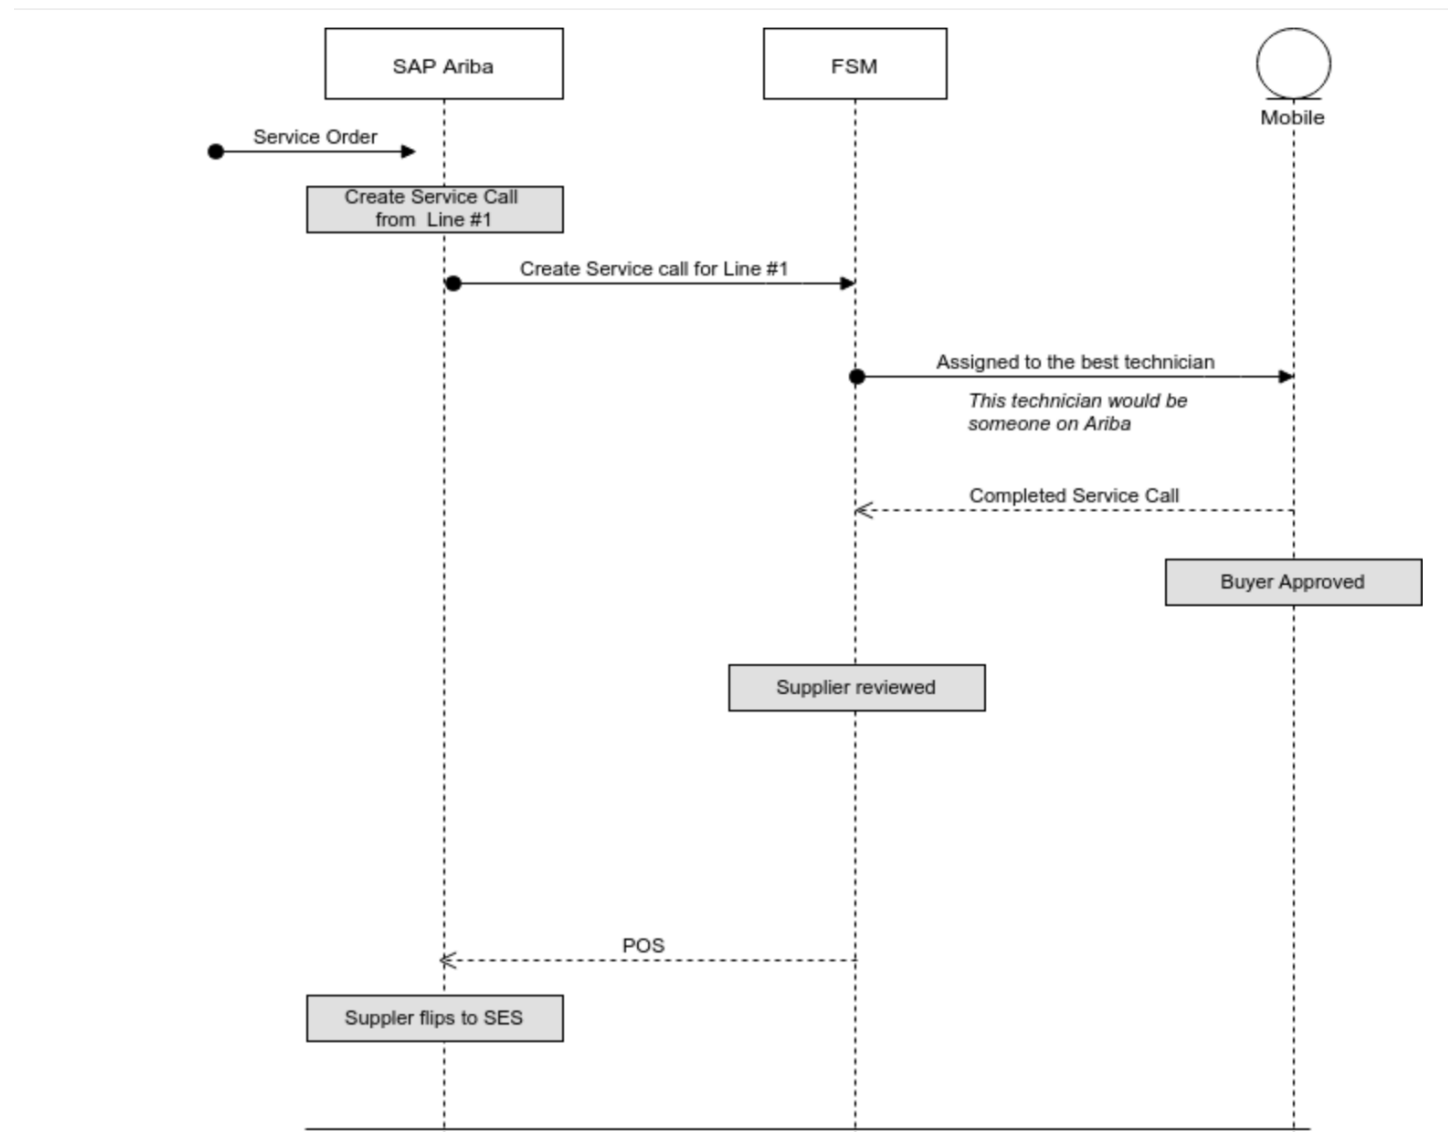 SAP Ariba
FSM
Mobile
Service Order
Create Service Call
from Line #1
Create Service call for Line #1
Assigned to the best technician
This technician would be
someone on Ariba
Completed Service Call
Buyer Approved
Supplier reviewed
POS
Suppler flips to SES